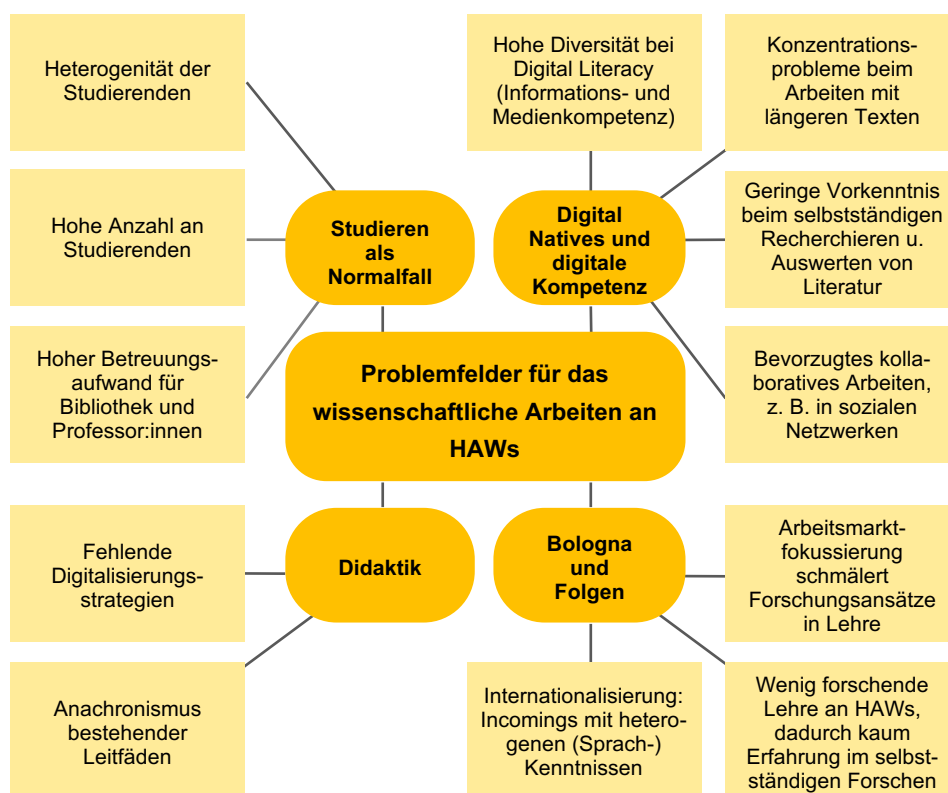 Heterogenität der
Studierenden
Hohe Diversität bei
Digital Literacy
(Informations- und
Medienkompetenz)
Konzentrations-
probleme beim
Arbeiten mit
längeren Texten
Hohe Anzahl an
Studierenden
Studieren
als
Normalfall
Digital
Natives und
digitale
Kompetenz
Geringe Vorkenntnis
beim selbstständigen
Recherchieren u.
Auswerten von
Literatur
Hoher Betreuungs-
aufwand für
Bibliothek und
Professor:innen
Problemfelder für das
wissenschaftliche Arbeiten an
HAWs
Bevorzugtes kolla-
boratives Arbeiten,
z. B. in sozialen
Netzwerken
Fehlende
Digitalisierungs-
strategien
Didaktik
Bologna
und
Folgen
Arbeitsmarkt-
fokussierung
schmälert
Forschungsansätze
in Lehre
Anachronismus
bestehender
Leitfäden
Internationalisierung:
Incomings mit hetero-
genen (Sprach-)
Kenntnissen
Wenig forschende
Lehre an HAWs,
dadurch kaum
Erfahrung im selbst-
ständigen Forschen